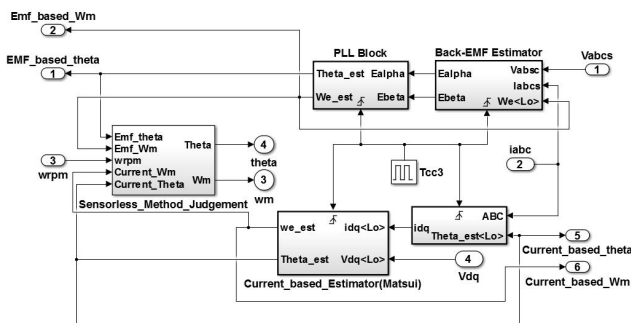 Emf_based_Wm
2
EMF_based_theta
1
PLL Block
Theta_est
Ealpha
We_est
Ebeta
Back-EMF Estimator
Ealpha
Vabsc
Iabcs
Ebeta
We<Lo>
Vabcs
1
iabc
2
Emf_theta
Emf_Wm
wrpm
Current_Wm
Current_Theta
Theta
Wm
Sensorless_Method_Judgement
3
wrpm
4
theta
3
wm
Tcc3
we_est
idq<Lo>
Theta_est
Vdq<Lo>
Current_based_Estimator(Matsui)
idq
ABC
Theta_est<Lo>
4
Vdq
5
Current_based_theta
6
Current_based_Wm